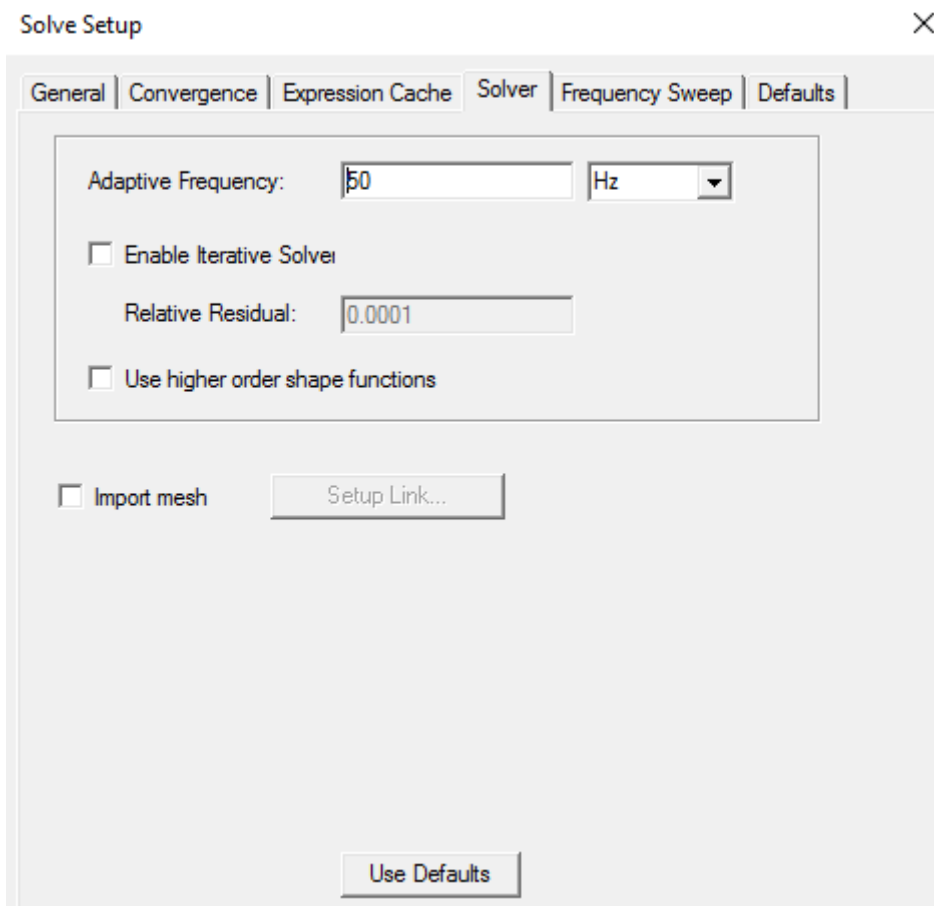 Solve Setup
General Convergence Expression Cache Solver Frequency Sweep Defaults
Adaptive Frequency: 50 Hz
Enable Iterative Solver
Relative Residual: 0.0001
Use higher order shape functions
Import mesh Setup Link...
Use Defaults